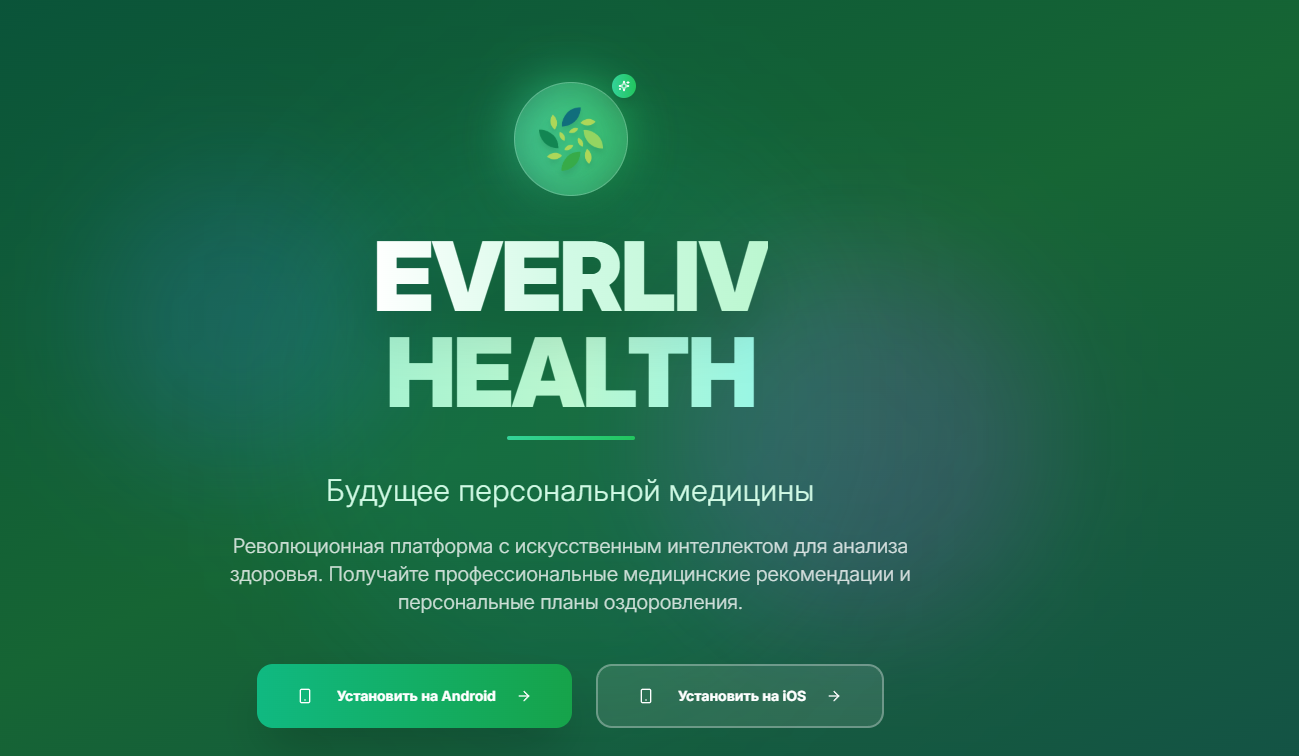 EVERLIV
HEALTH
Будущее персональной медицины
Революционная платформа с искусственным интеллектом для анализа
здоровья. Получайте профессиональные медицинские рекомендации и
персональные планы оздоровления.
Установить на Android
Установить на iOS